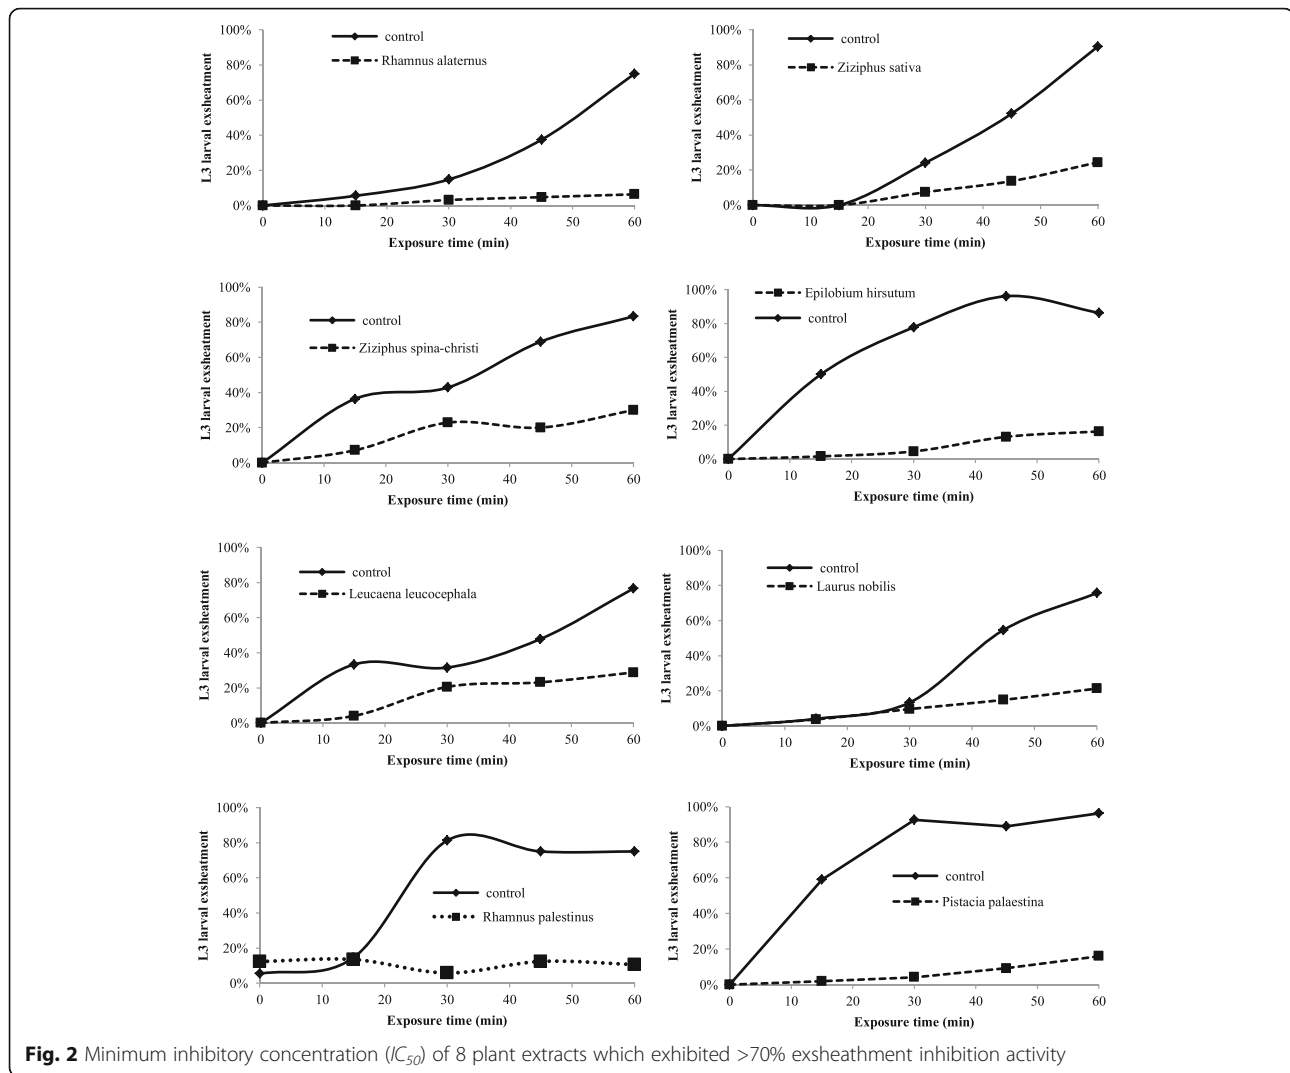 100%
80%
60%
40%
20%
0%
L3 larval exsheatment
control
Rhamnus alaternus
0 10 20 30 40 50 60
Exposure time (min)
100%
80%
60%
40%
20%
0%
L3 larval exsheatment
control
Ziziphus sativa
0 10 20 30 40 50 60
Exposure time (min)
100%
80%
60%
40%
20%
0%
L3 larval exsheatment
control
Ziziphus spina-christi
0 10 20 30 40 50 60
Exposure time (min)
100%
80%
60%
40%
20%
0%
L3 larval exsheatment
Epilobium hirsutum
control
0 10 20 30 40 50 60
Exposure time (min)
100%
80%
60%
40%
20%
0%
L3 larval exsheatment
control
Leucaena leucocephala
0 10 20 30 40 50 60
Exposure time (min)
100%
80%
60%
40%
20%
0%
L3 larval exsheatment
control
Laurus nobilis
0 10 20 30 40 50 60
Exposure time (min)
100%
80%
60%
40%
20%
0%
L3 larval exsheatment
control
Rhamnus palestinus
0 10 20 30 40 50 60
Exposure time (min)
100%
80%
60%
40%
20%
0%
L3 larval exsheatment
control
Pistacia palaestina
0 10 20 30 40 50 60
Exposure time (min)
Fig. 2 Minimum inhibitory concentration (IC50) of 8 plant extracts which exhibited >70% exsheathment inhibition activity